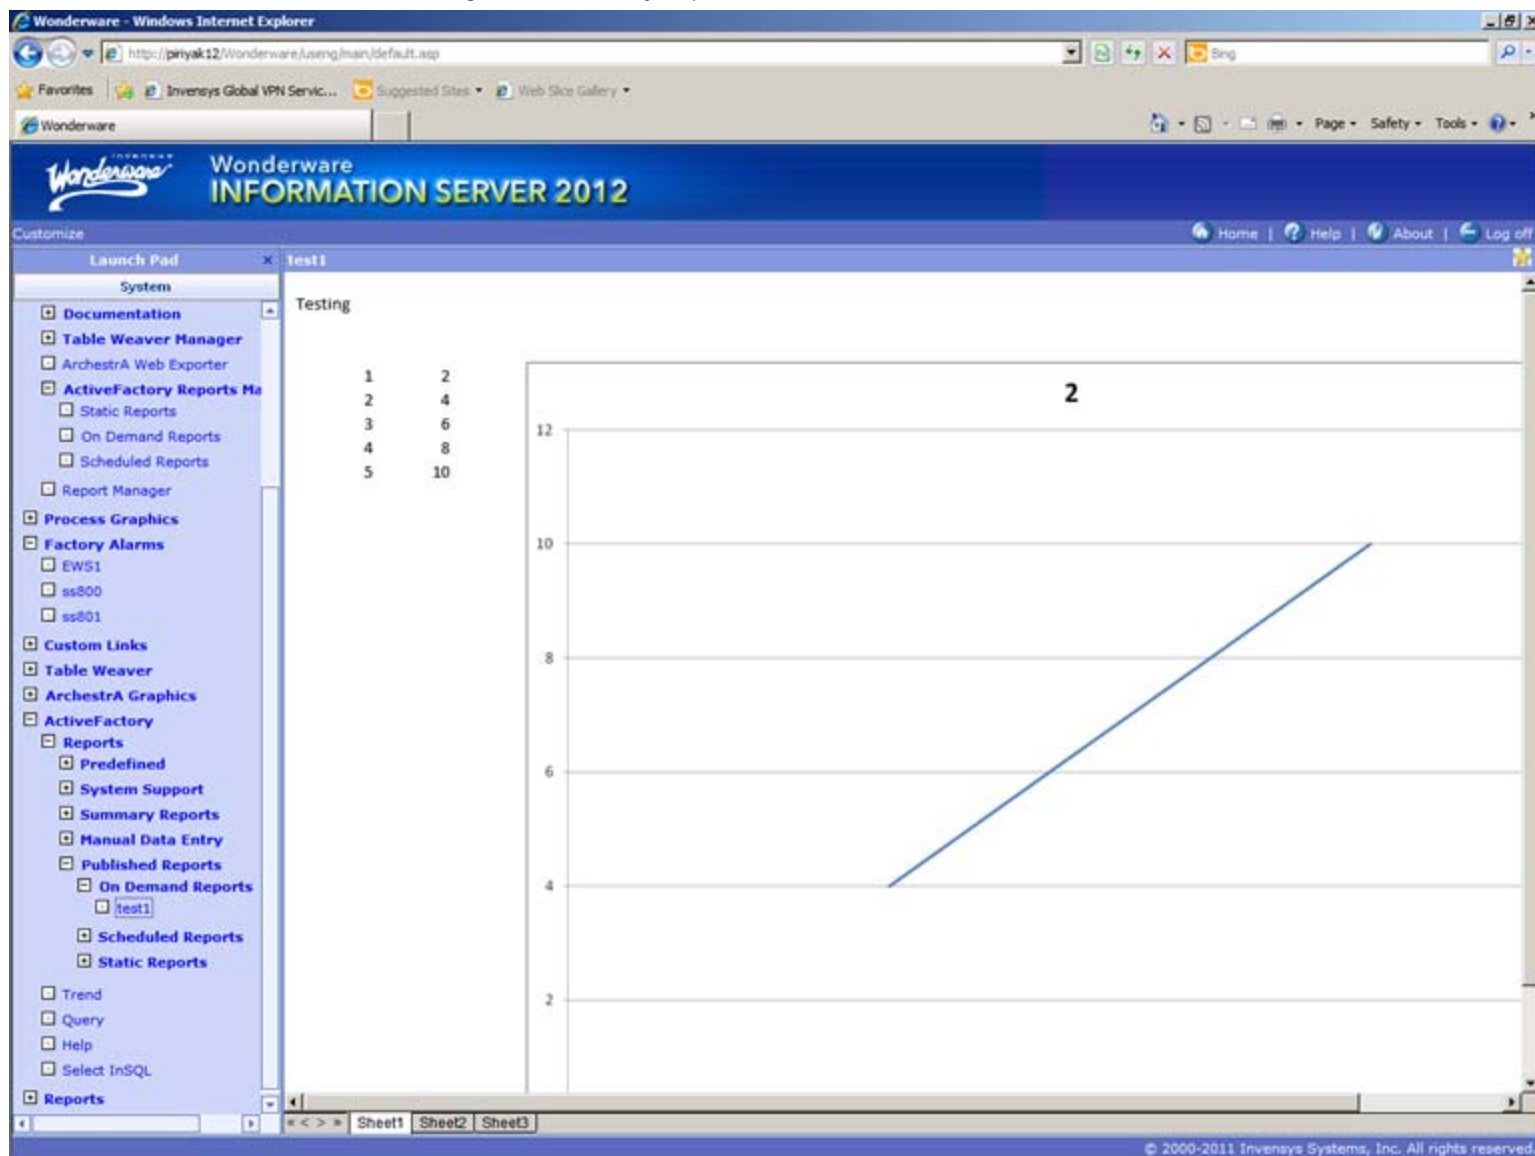 Wonderware - Windows Internet Explorer
http://piriyak12/Wonderware/useng/main/default.asp
Bing
Favorites Invensys Global VPN Servic... Suggested Sites Web Slice Gallery
Wonderware
Page Safety Tools
Wonderware Wonderware
INFORMATION SERVER 2012
Customize
Home | Help | About | Log off
Launch Pad × test1
System
Documentation
Table Weaver Manager
ArchestrA Web Exporter
ActiveFactory Reports Ma
Static Reports
On Demand Reports
Scheduled Reports
Report Manager
Process Graphics
Factory Alarms
EWS1
ss800
ss801
Custom Links
Table Weaver
ArchestrA Graphics
ActiveFactory
Reports
Predefined
System Support
Summary Reports
Manual Data Entry
Published Reports
On Demand Reports
test1
Scheduled Reports
Static Reports
Trend
Query
Help
Select InSQL
Reports
Testing
1 2
2 4
3 6
4 8
5 10
2
12
10
8
6
4
2
Sheet1 Sheet2 Sheet3
© 2000-2011 Invensys Systems, Inc. All rights reserved.